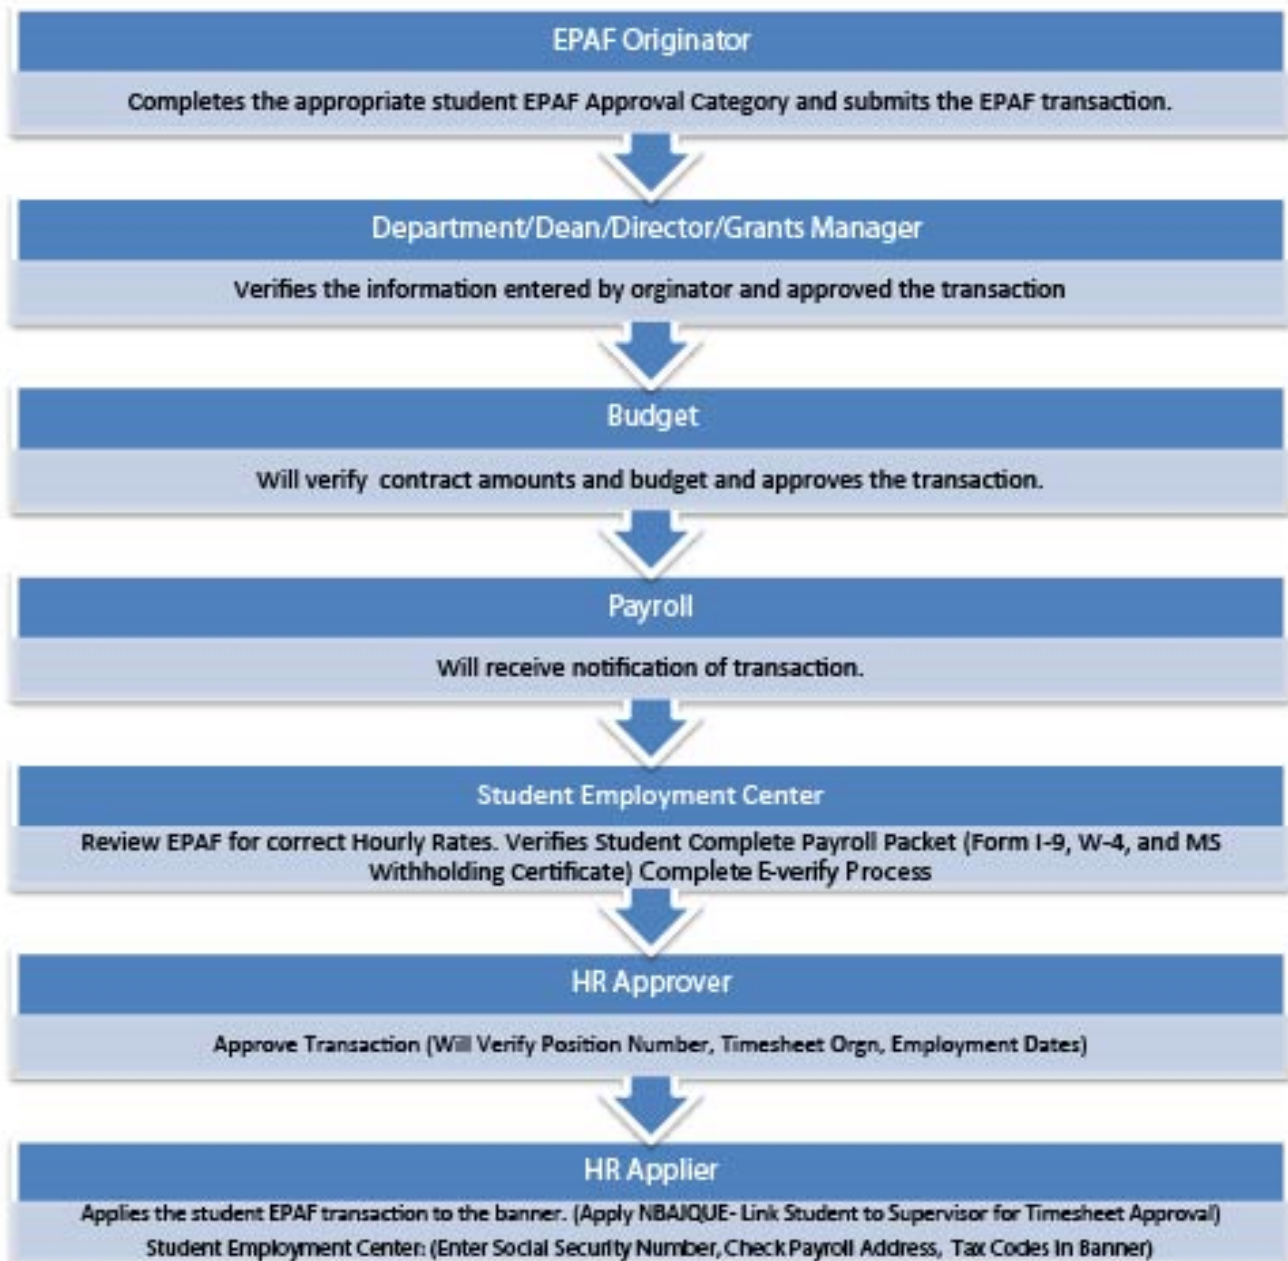 EPAF Originator
Completes the appropriate student EPAF Approval Category and submits the EPAF transaction.
Department/Dean/Director/Grants Manager
Verifies the information entered by orginator and approved the transaction
Budget
Will verify contract amounts and budget and approves the transaction.
Payroll
Will receive notification of transaction.
Student Employment Center
Review EPAF for correct Hourly Rates. Verifies Student Complete Payroll Packet (Form I-9, W-4, and MS
Withholding Certificate) Complete E-verify Process
HR Approver
Approve Transaction (Will Verify Position Number, Timesheet Orgn, Employment Dates)
HR Applier
Applies the student EPAF transaction to the banner. (Apply NBAJQUE- Link Student to Supervisor for Timesheet Approval)
Student Employment Center: (Enter Social Security Number, Check Payroll Address, Tax Codes In Banner)